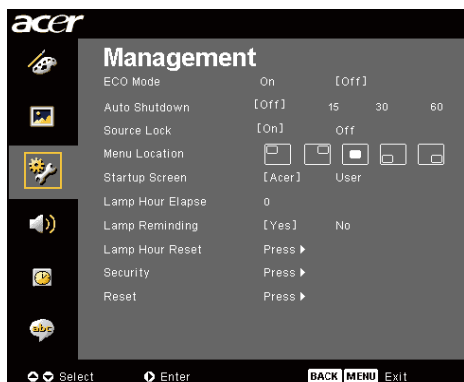 acer
Management
ECO Mode On [Off]
Auto Shutdown [Off] 15 30 60
Source Lock [On] Off
Menu Location
Startup Screen [Acer] User
Lamp Hour Elapse 0
Lamp Reminding [Yes] No
Lamp Hour Reset Press
Security Press
Reset Press
abc
Select Enter BACK MENU Exit